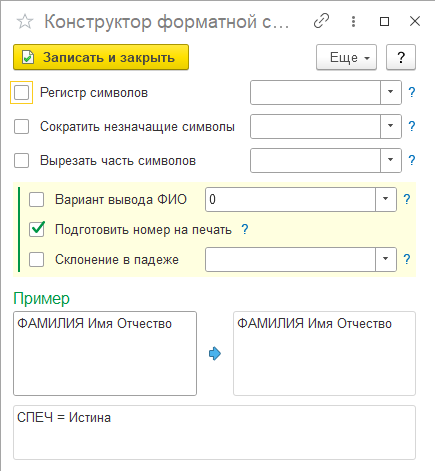 Конструктор форматной с...
Записать и закрыть
Еще
?
Регистр символов
?
Сократить незначащие символы
?
Вырезать часть символов
?
Вариант вывода ФИО
0
?
Подготовить номер на печать
?
Склонение в падеже
?
Пример
ФАМИЛИЯ Имя Отчество
ФАМИЛИЯ Имя Отчество
СПЕЧ = Истина